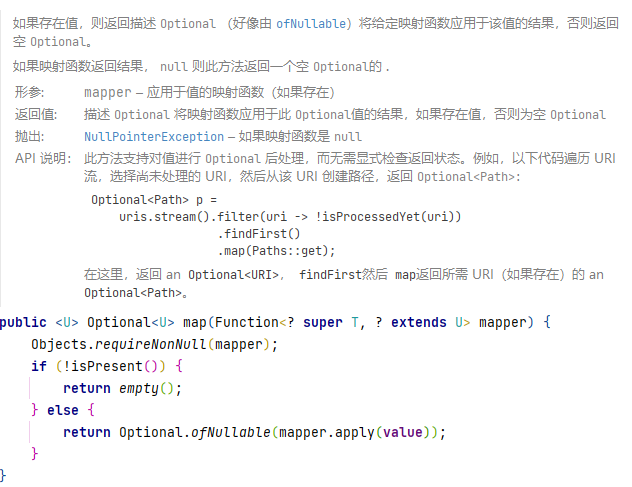 如果存在值，则返回描述 Optional （好像由 ofNullable）将给定映射函数应用于该值的结果，否则返回
空 Optional。
如果映射函数返回结果， null 则此方法返回一个空 Optional的 .
形参: mapper – 应用于值的映射函数（如果存在）
返回值: 描述 Optional 将映射函数应用于此 Optional值的结果，如果存在值，否则为空 Optional
抛出: NullPointerException – 如果映射函数是 null
API 说明: 此方法支持对值进行 Optional 后处理，而无需显式检查返回状态。例如，以下代码遍历 URI
流，选择尚未处理的 URI，然后从该 URI 创建路径，返回 Optional<Path>:
Optional<Path> p =
uris.stream().filter(uri -> !isProcessedYet(uri))
.findFirst()
.map(Paths::get);
在这里，返回 an Optional<URI>， findFirst然后 map返回所需 URI（如果存在）的 an
Optional<Path>。
public <U> Optional<U> map(Function<? super T, ? extends U> mapper) {
Objects.requireNonNull(mapper);
if (!isPresent()) {
return empty();
} else {
return Optional.ofNullable(mapper.apply(value));
}
}